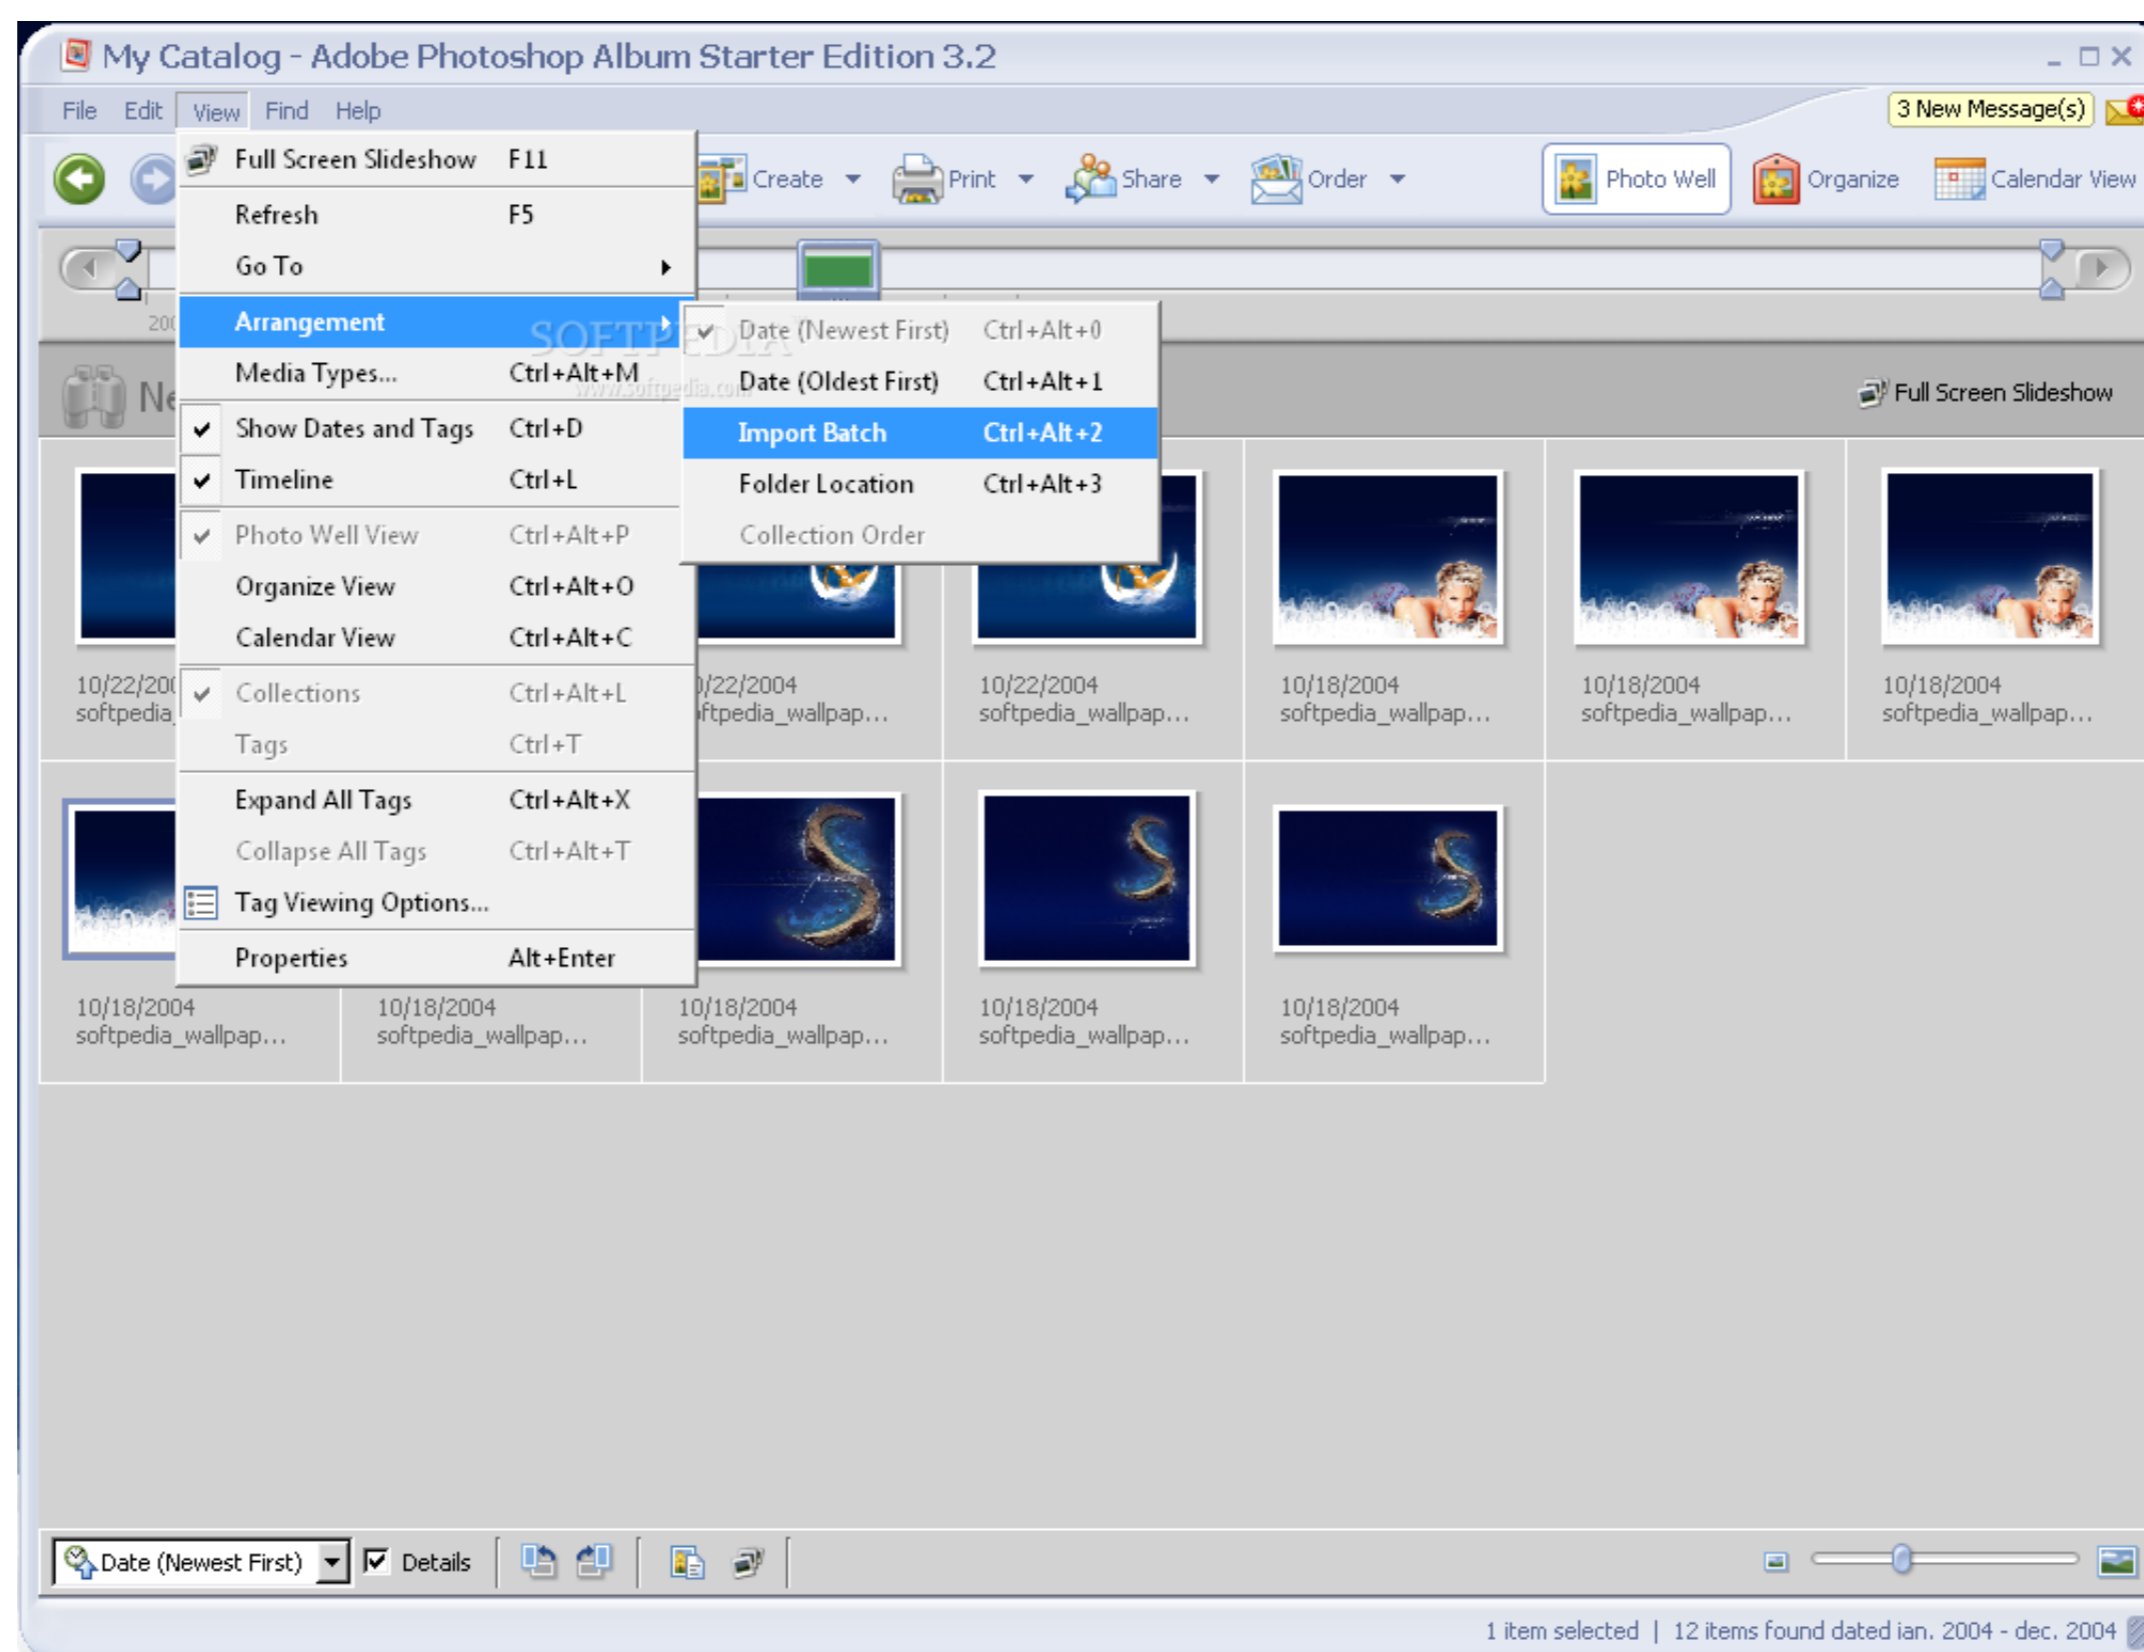 My Catalog - Adobe Photoshop Album Starter Edition 3.2
File Edit View Find Help
3 New Message(s)
Create Print Share Order Photo Well Organize Calendar View
Full Screen Slideshow F11
Refresh F5
Go To
Arrangement
Media Types... Ctrl+Alt+M
Show Dates and Tags Ctrl+D
Timeline Ctrl+L
Photo Well View Ctrl+Alt+P
Organize View Ctrl+Alt+O
Calendar View Ctrl+Alt+C
Collections Ctrl+Alt+L
Tags Ctrl+T
Expand All Tags Ctrl+Alt+X
Collapse All Tags Ctrl+Alt+T
Tag Viewing Options...
Properties Alt+Enter
SOFTPEDIA
www.softpedia.com
Date (Newest First) Ctrl+Alt+0
Date (Oldest First) Ctrl+Alt+1
Import Batch Ctrl+Alt+2
Folder Location Ctrl+Alt+3
Collection Order
Full Screen Slideshow
10/22/2004 10/18/2004 10/18/2004 10/18/2004
softpedia_wallpap... softpedia_wallpap... softpedia_wallpap... softpedia_wallpap...
10/18/2004 10/18/2004 10/18/2004 10/18/2004 10/18/2004
softpedia_wallpap... softpedia_wallpap... softpedia_wallpap... softpedia_wallpap... softpedia_wallpap...
Date (Newest First) Details
1 item selected | 12 items found dated ian. 2004 - dec. 2004